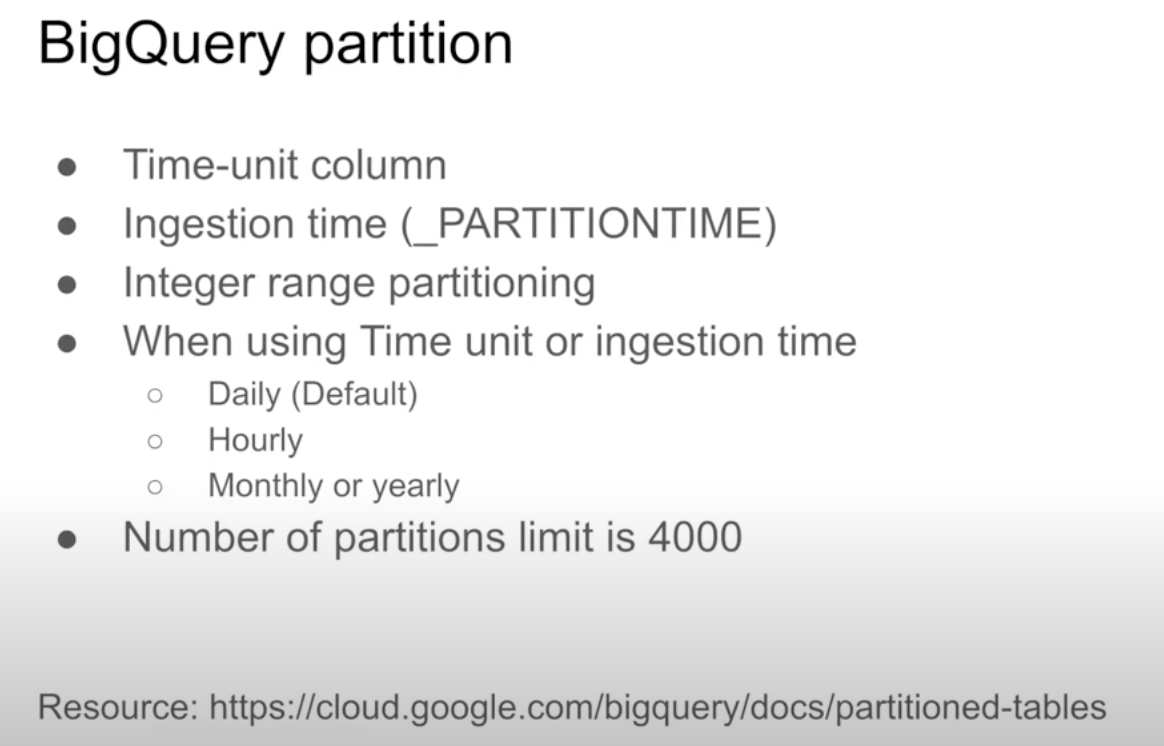 BigQuery partition
● Time-unit column
● Ingestion time (_PARTITIONTIME)
● Integer range partitioning
● When using Time unit or ingestion time
○ Daily (Default)
○ Hourly
○ Monthly or yearly
● Number of partitions limit is 4000
Resource: https://cloud.google.com/bigquery/docs/partitioned-tables